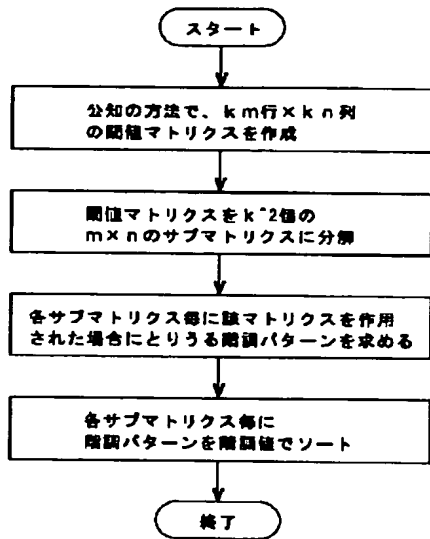 スタート
公知の方法で、ｋｍ行×ｋｎ列
の閾値マトリクスを作成
閾値マトリクスをｋ^2個の
ｍ×ｎのサブマトリクスに分解
各サブマトリクス毎に該マトリクスを作用
された場合にとりうる階調パターンを求める
各サブマトリクス毎に
階調パターンを階調値でソート
終了